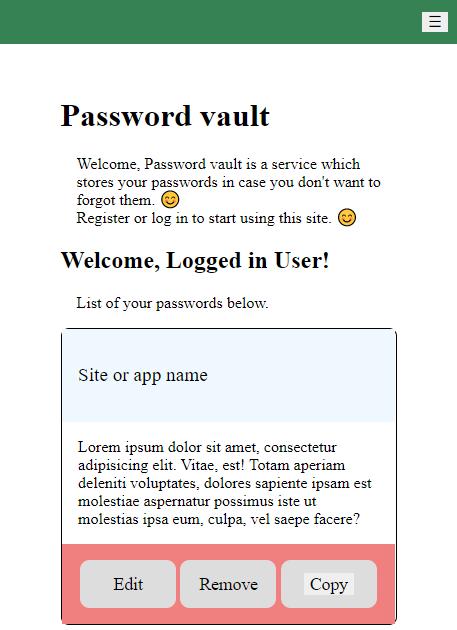 ☰
Password vault
Welcome, Password vault is a service which
stores your passwords in case you don't want to
forgot them. 😊
Register or log in to start using this site. 😊
Welcome, Logged in User!
List of your passwords below.
Site or app name
Lorem ipsum dolor sit amet, consectetur
adipisicing elit. Vitae, est! Totam aperiam
deleniti voluptates, dolores sapiente ipsam est
molestiae aspernatur possimus iste ut
molestias ipsa eum, culpa, vel saepe facere?
Edit Remove Copy